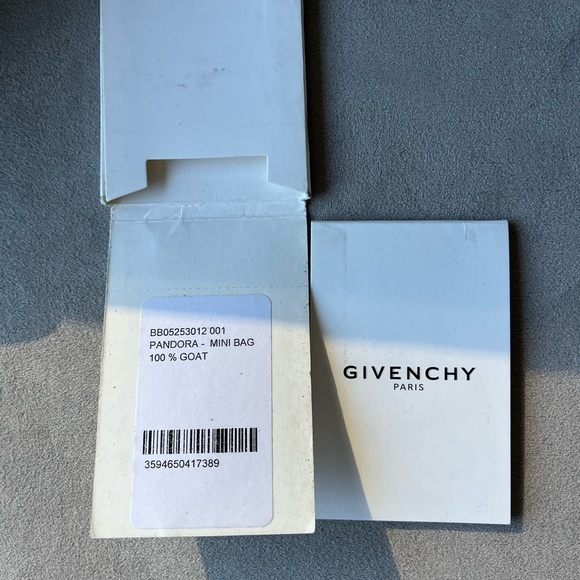 BB05253012 001
PANDORA - MINI BAG
100 % GOAT
3594650417389
GIVENCHY
PARIS